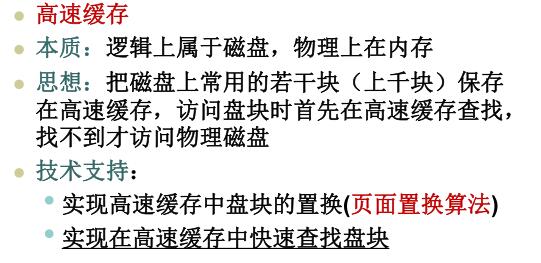 高速缓存
本质：逻辑上属于磁盘，物理上在内存
思想：把磁盘上常用的若干块（上千块）保存
在高速缓存，访问盘块时首先在高速缓存查找，
找不到才访问物理磁盘
技术支持：
实现高速缓存中盘块的置换(页面置换算法)
实现在高速缓存中快速查找盘块